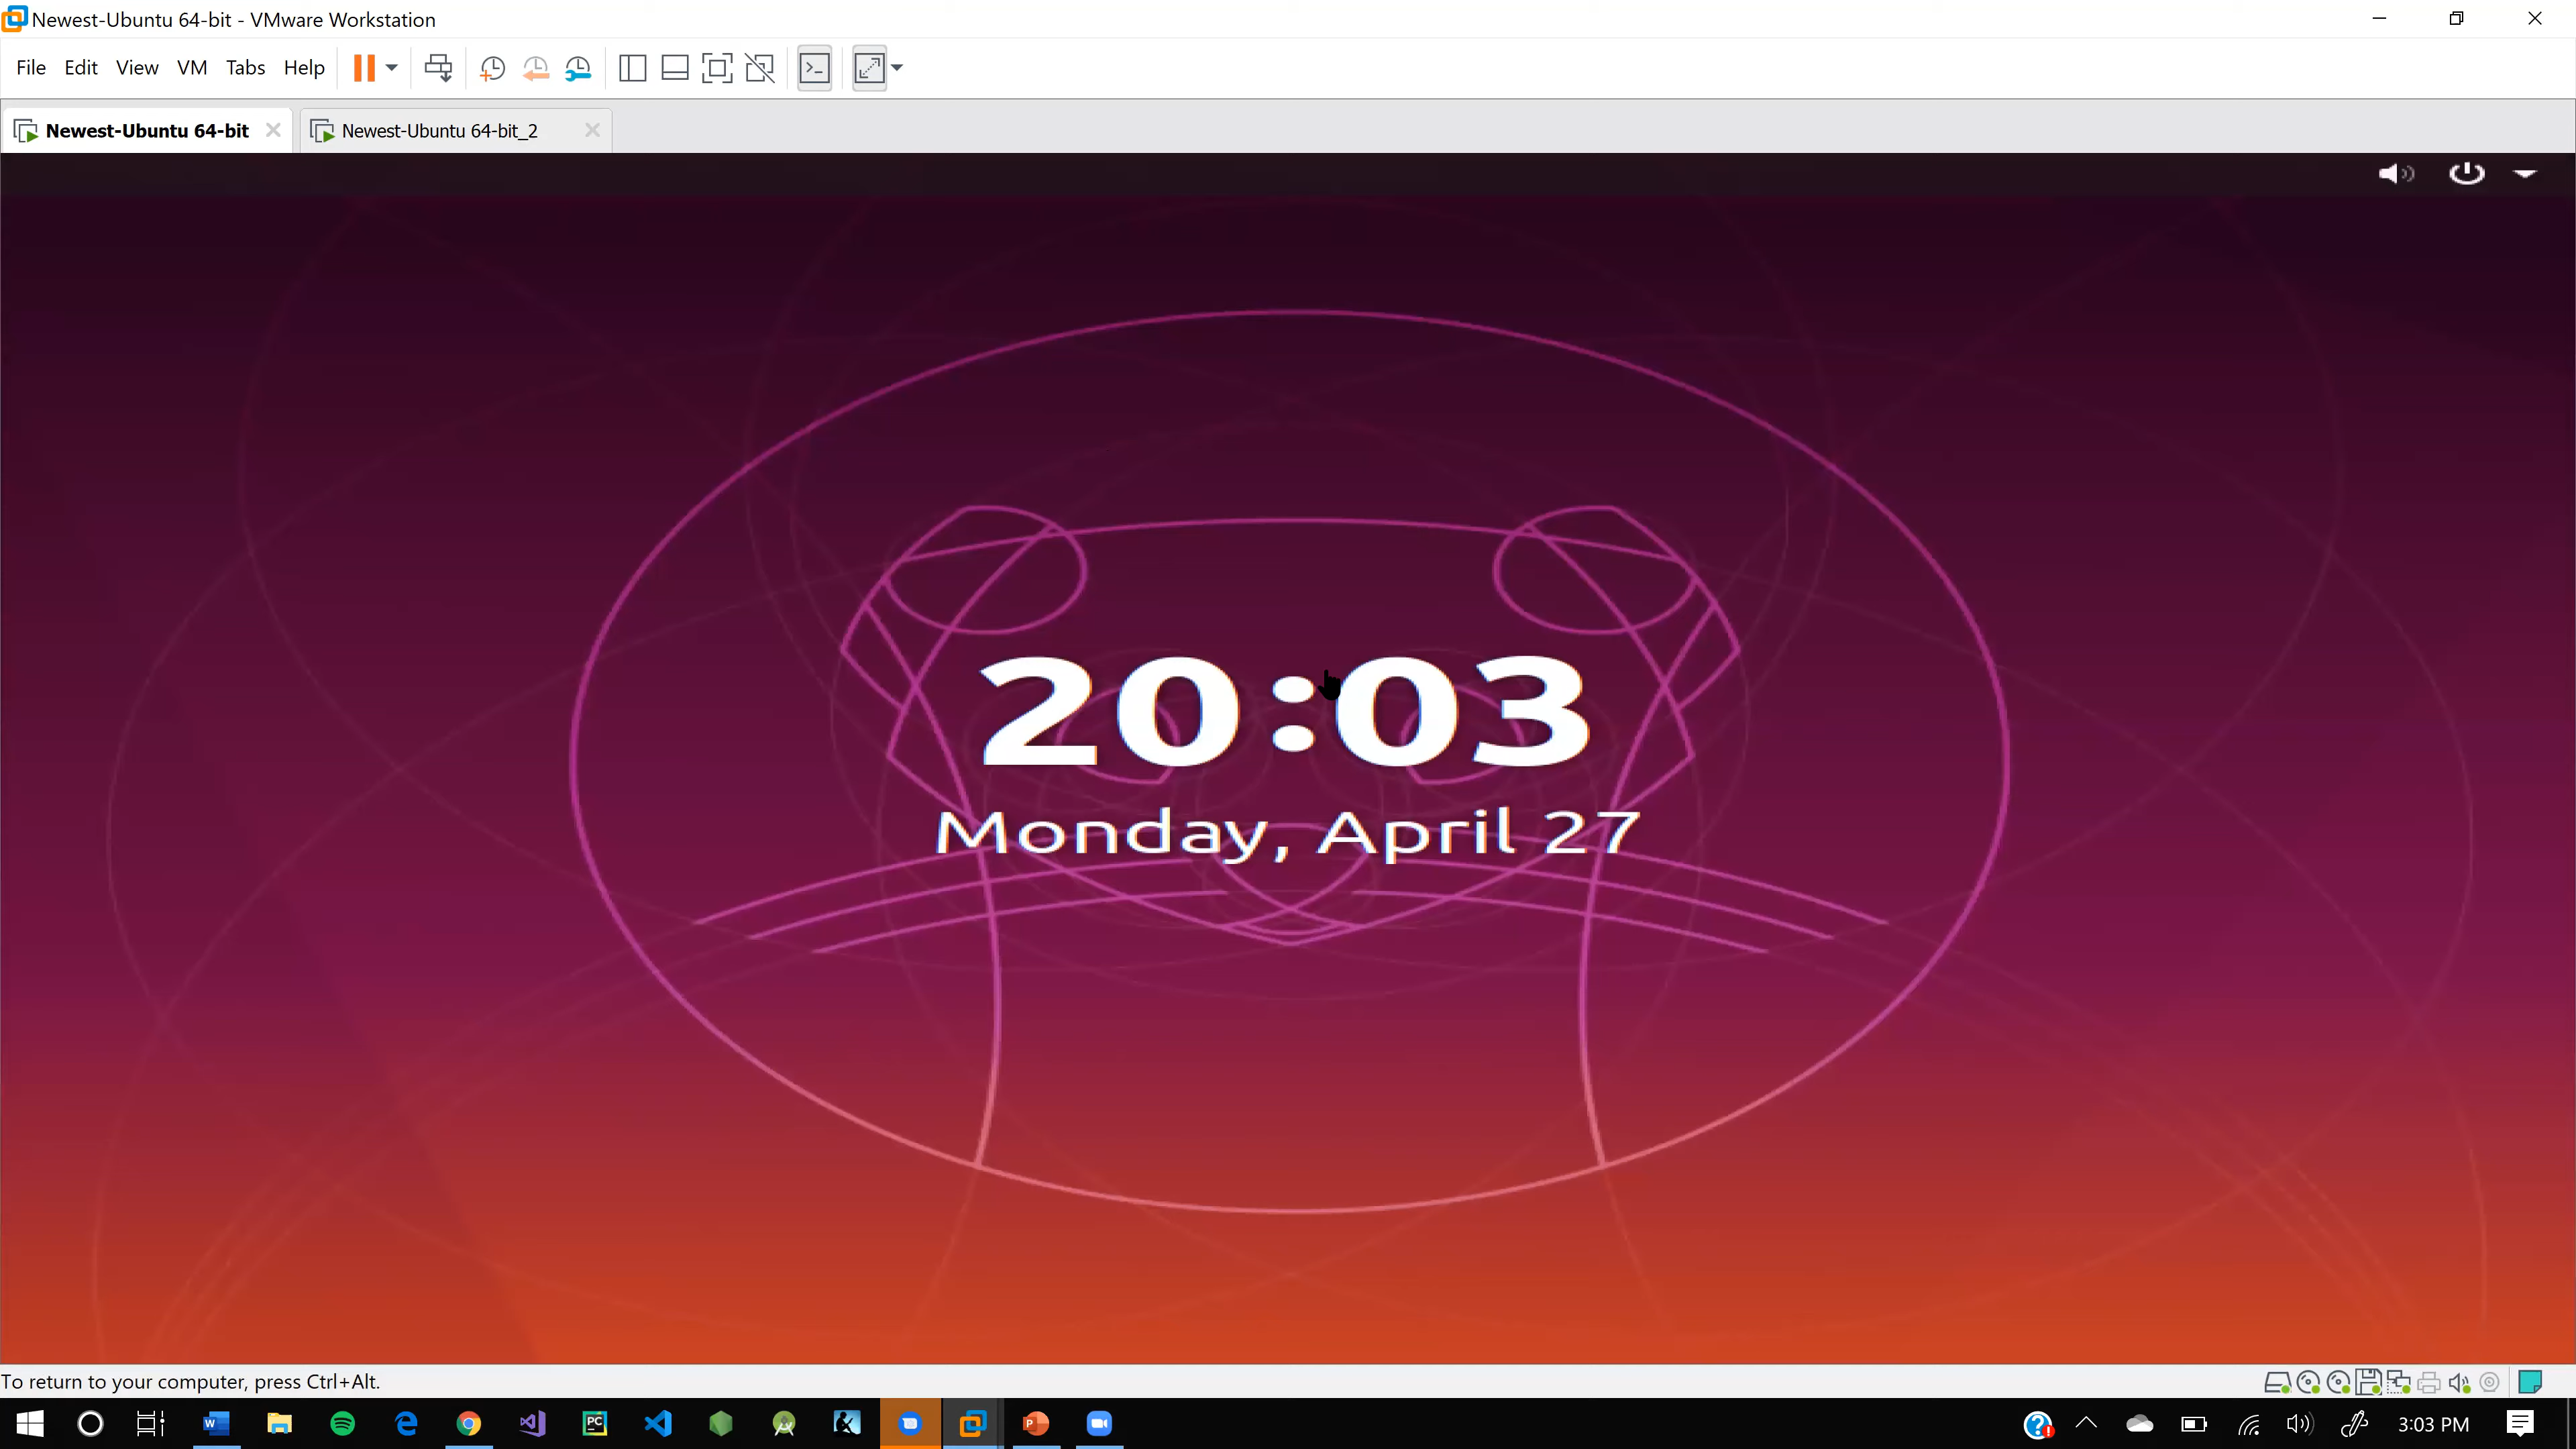 Newest-Ubuntu 64-bit - VMware Workstation
File Edit View VM Tabs Help
Newest-Ubuntu 64-bit Newest-Ubuntu 64-bit_2
20:03
Monday, April 27
To return to your computer, press Ctrl+Alt.
W PC P 3:03 PM